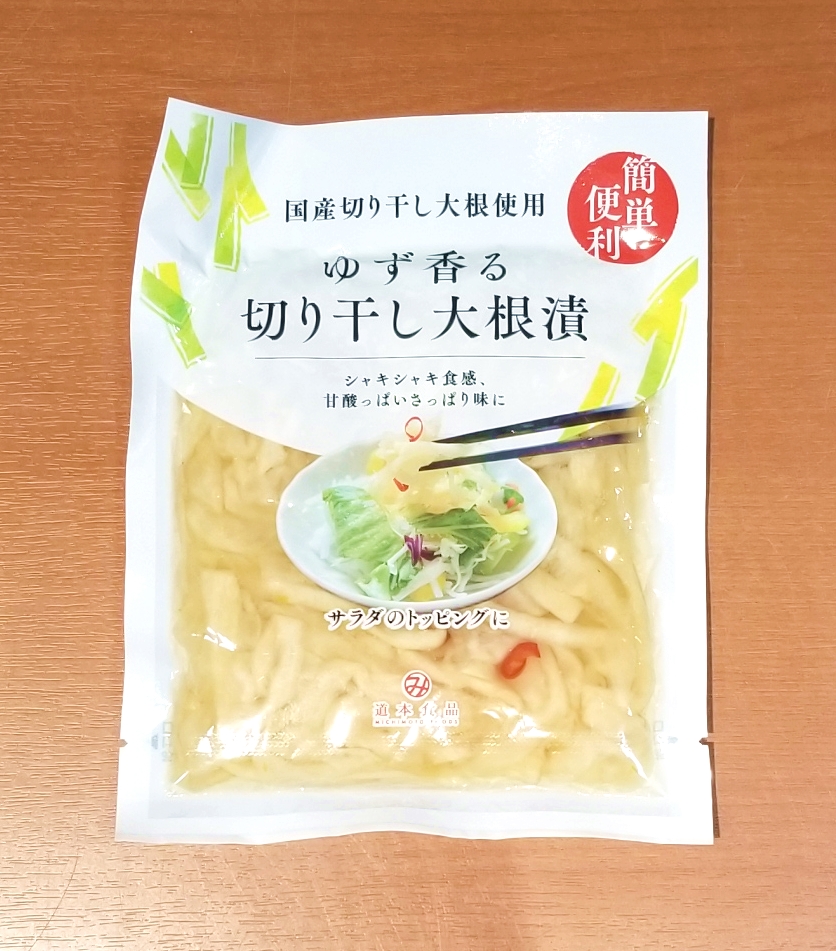 国産切り干し大根使用
簡単
便利
ゆず香る
切り干し大根漬
シャキシャキ食感、
甘酸っぱいさっぱり味に
サラダのトッピングに
み
道本食品
MICHIMOTO FOODS